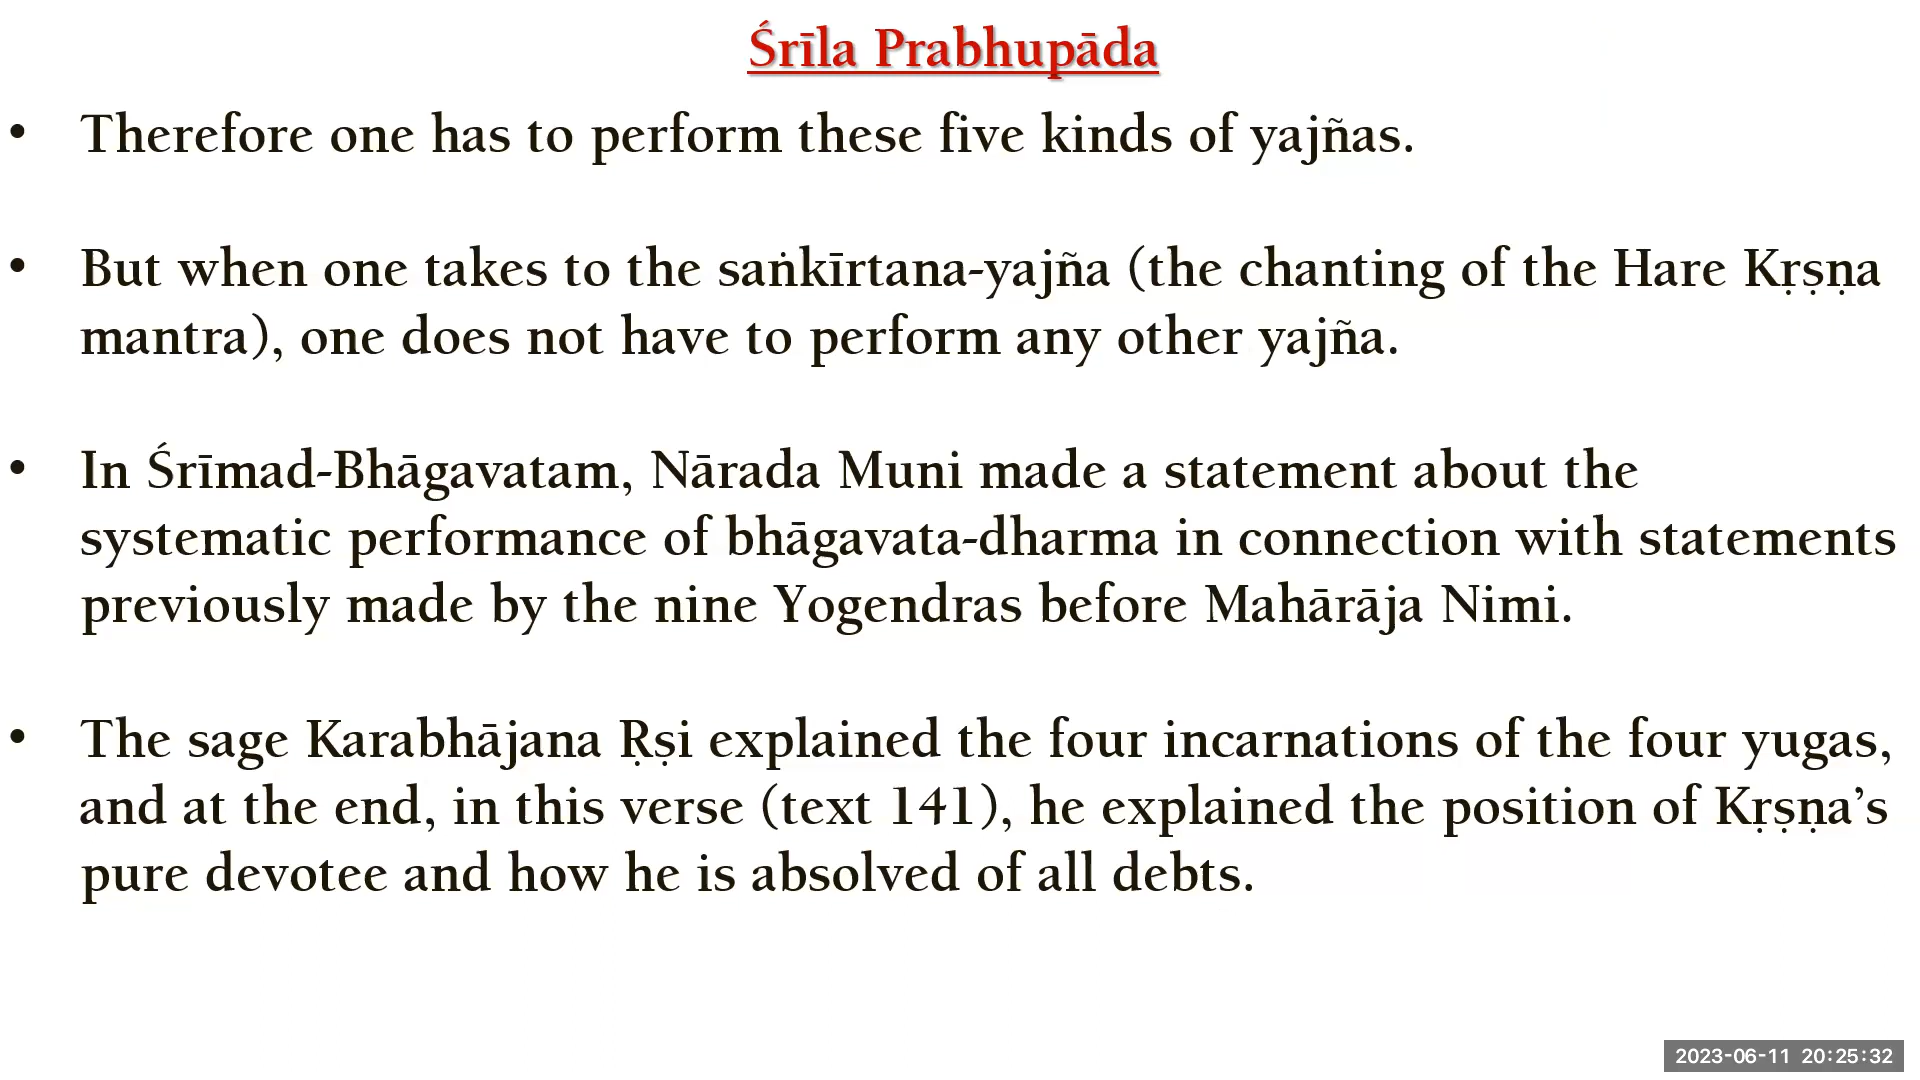 Śrīla Prabhupāda
• Therefore one has to perform these five kinds of yajñas.
• But when one takes to the saṅkīrtana-yajña (the chanting of the Hare Kṛṣṇa
mantra), one does not have to perform any other yajña.
• In Śrīmad-Bhāgavatam, Nārada Muni made a statement about the
systematic performance of bhāgavata-dharma in connection with statements
previously made by the nine Yogendras before Mahārāja Nimi.
• The sage Karabhājana Ṛṣi explained the four incarnations of the four yugas,
and at the end, in this verse (text 141), he explained the position of Kṛṣṇa’s
pure devotee and how he is absolved of all debts.
2023-06-11 20:25:32